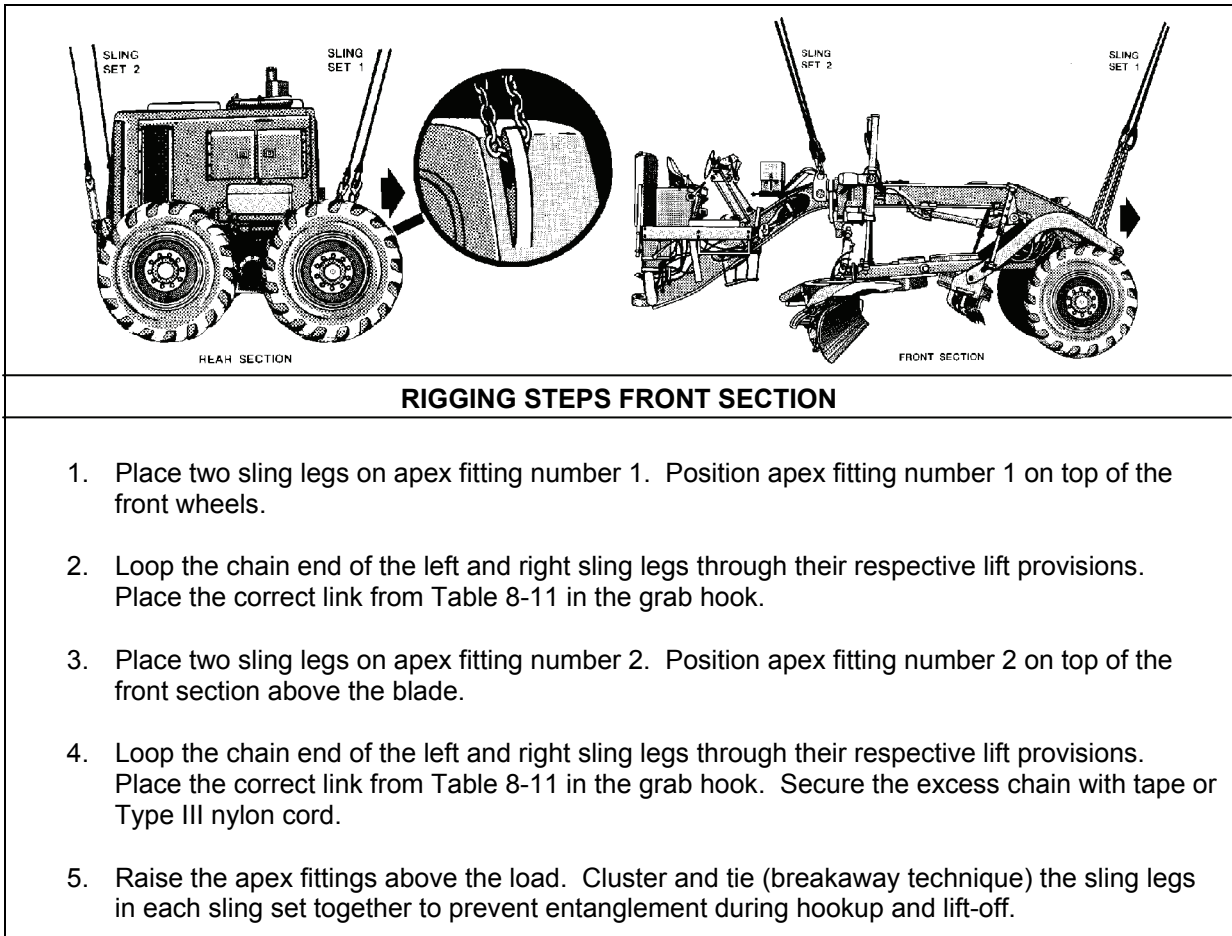 SLING
SET 2
SLING
SET 1
REAR SECTION
SLING
SET 2
SLING
SET 1
FRONT SECTION
RIGGING STEPS FRONT SECTION
1. Place two sling legs on apex fitting number 1. Position apex fitting number 1 on top of the
front wheels.
2. Loop the chain end of the left and right sling legs through their respective lift provisions.
Place the correct link from Table 8-11 in the grab hook.
3. Place two sling legs on apex fitting number 2. Position apex fitting number 2 on top of the
front section above the blade.
4. Loop the chain end of the left and right sling legs through their respective lift provisions.
Place the correct link from Table 8-11 in the grab hook. Secure the excess chain with tape or
Type III nylon cord.
5. Raise the apex fittings above the load. Cluster and tie (breakaway technique) the sling legs
in each sling set together to prevent entanglement during hookup and lift-off.